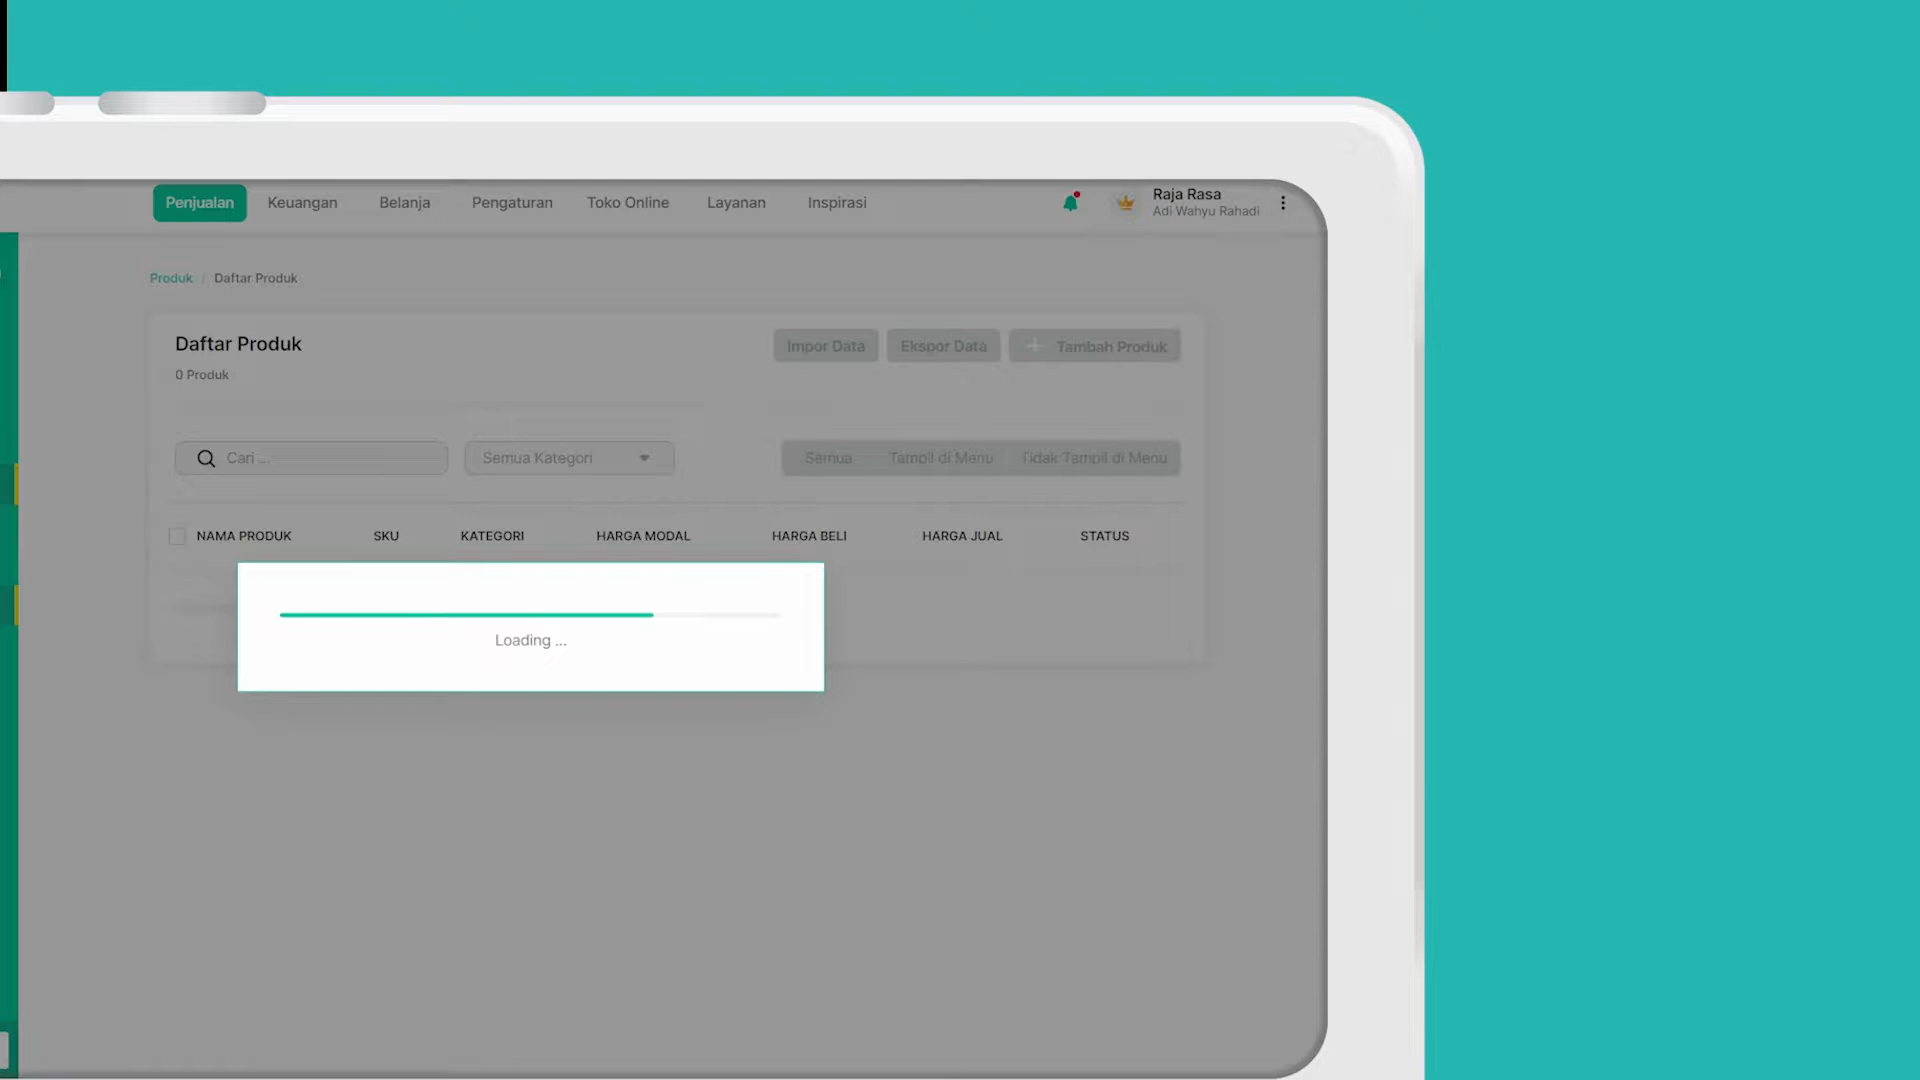 Penjualan Keuangan Belanja Pengaturan Toko Online Layanan Inspirasi Raja Rasa
Adi Wahyu Rahadi
Produk / Daftar Produk
Daftar Produk Impor Data Ekspor Data + Tambah Produk
0 Produk
Cari ... Semua Kategori Semua Tampil di Menu Tidak Tampil di Menu
NAMA PRODUK SKU KATEGORI HARGA MODAL HARGA BELI HARGA JUAL STATUS
Loading ...